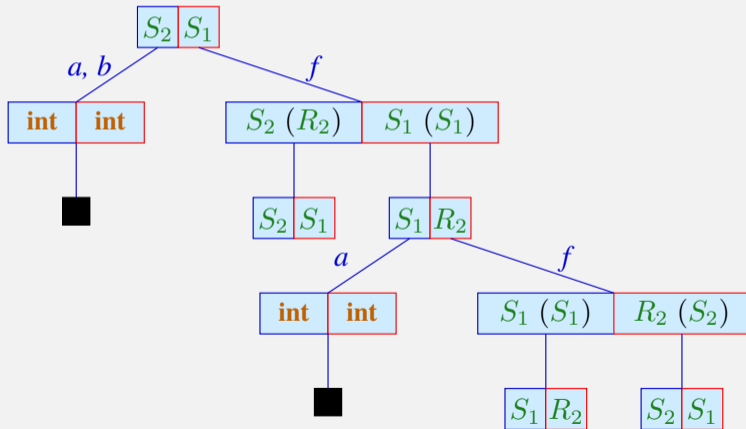 S₂ S₁
a, b f
int int S₂ (R₂) S₁ (S₁)
S₂ S₁ S₁ R₂
a f
int int S₁ (S₁) R₂ (S₂)
S₁ R₂ S₂ S₁